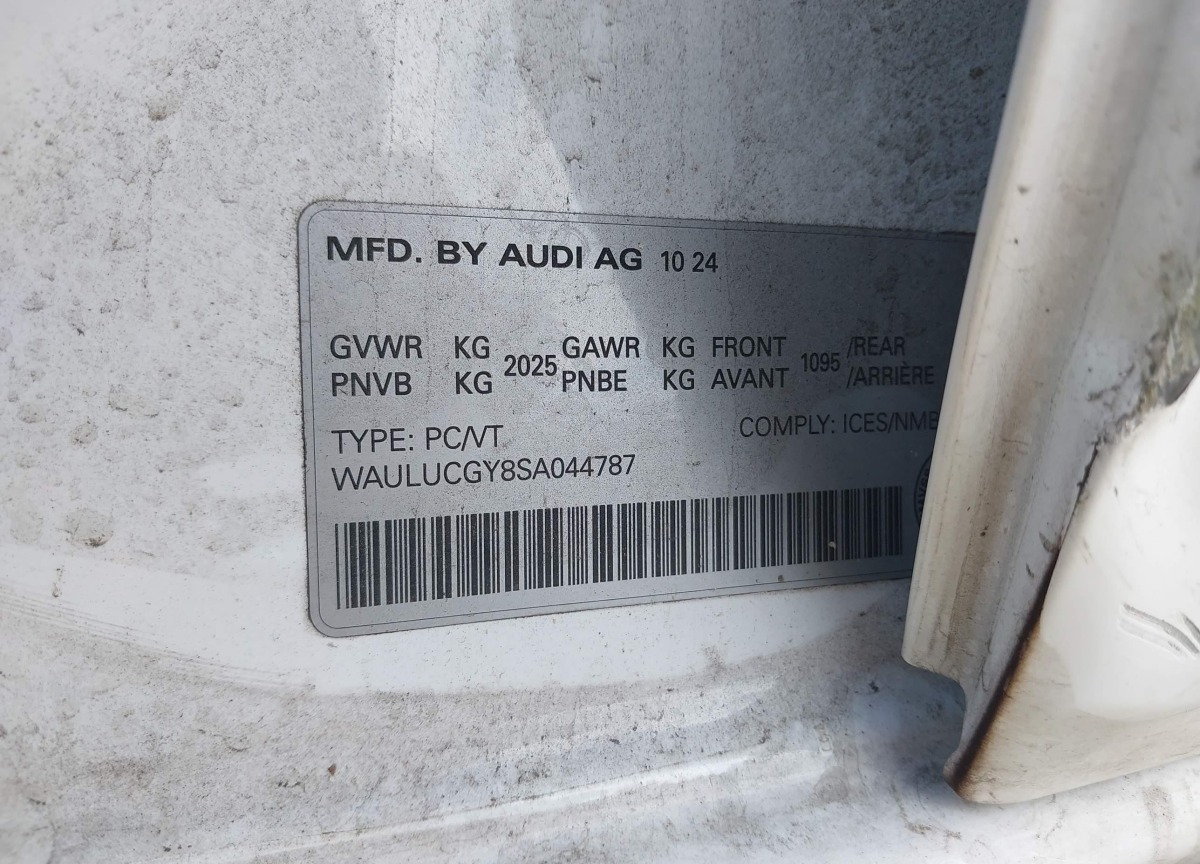 MFD. BY AUDI AG 10 24
GVWR KG 2025 GAWR KG FRONT 1095 /REAR
PNVB KG PNBE KG AVANT /ARRIÈRE
TYPE: PC/VT COMPLY: ICES/NMB
WAULUCGY8SA044787